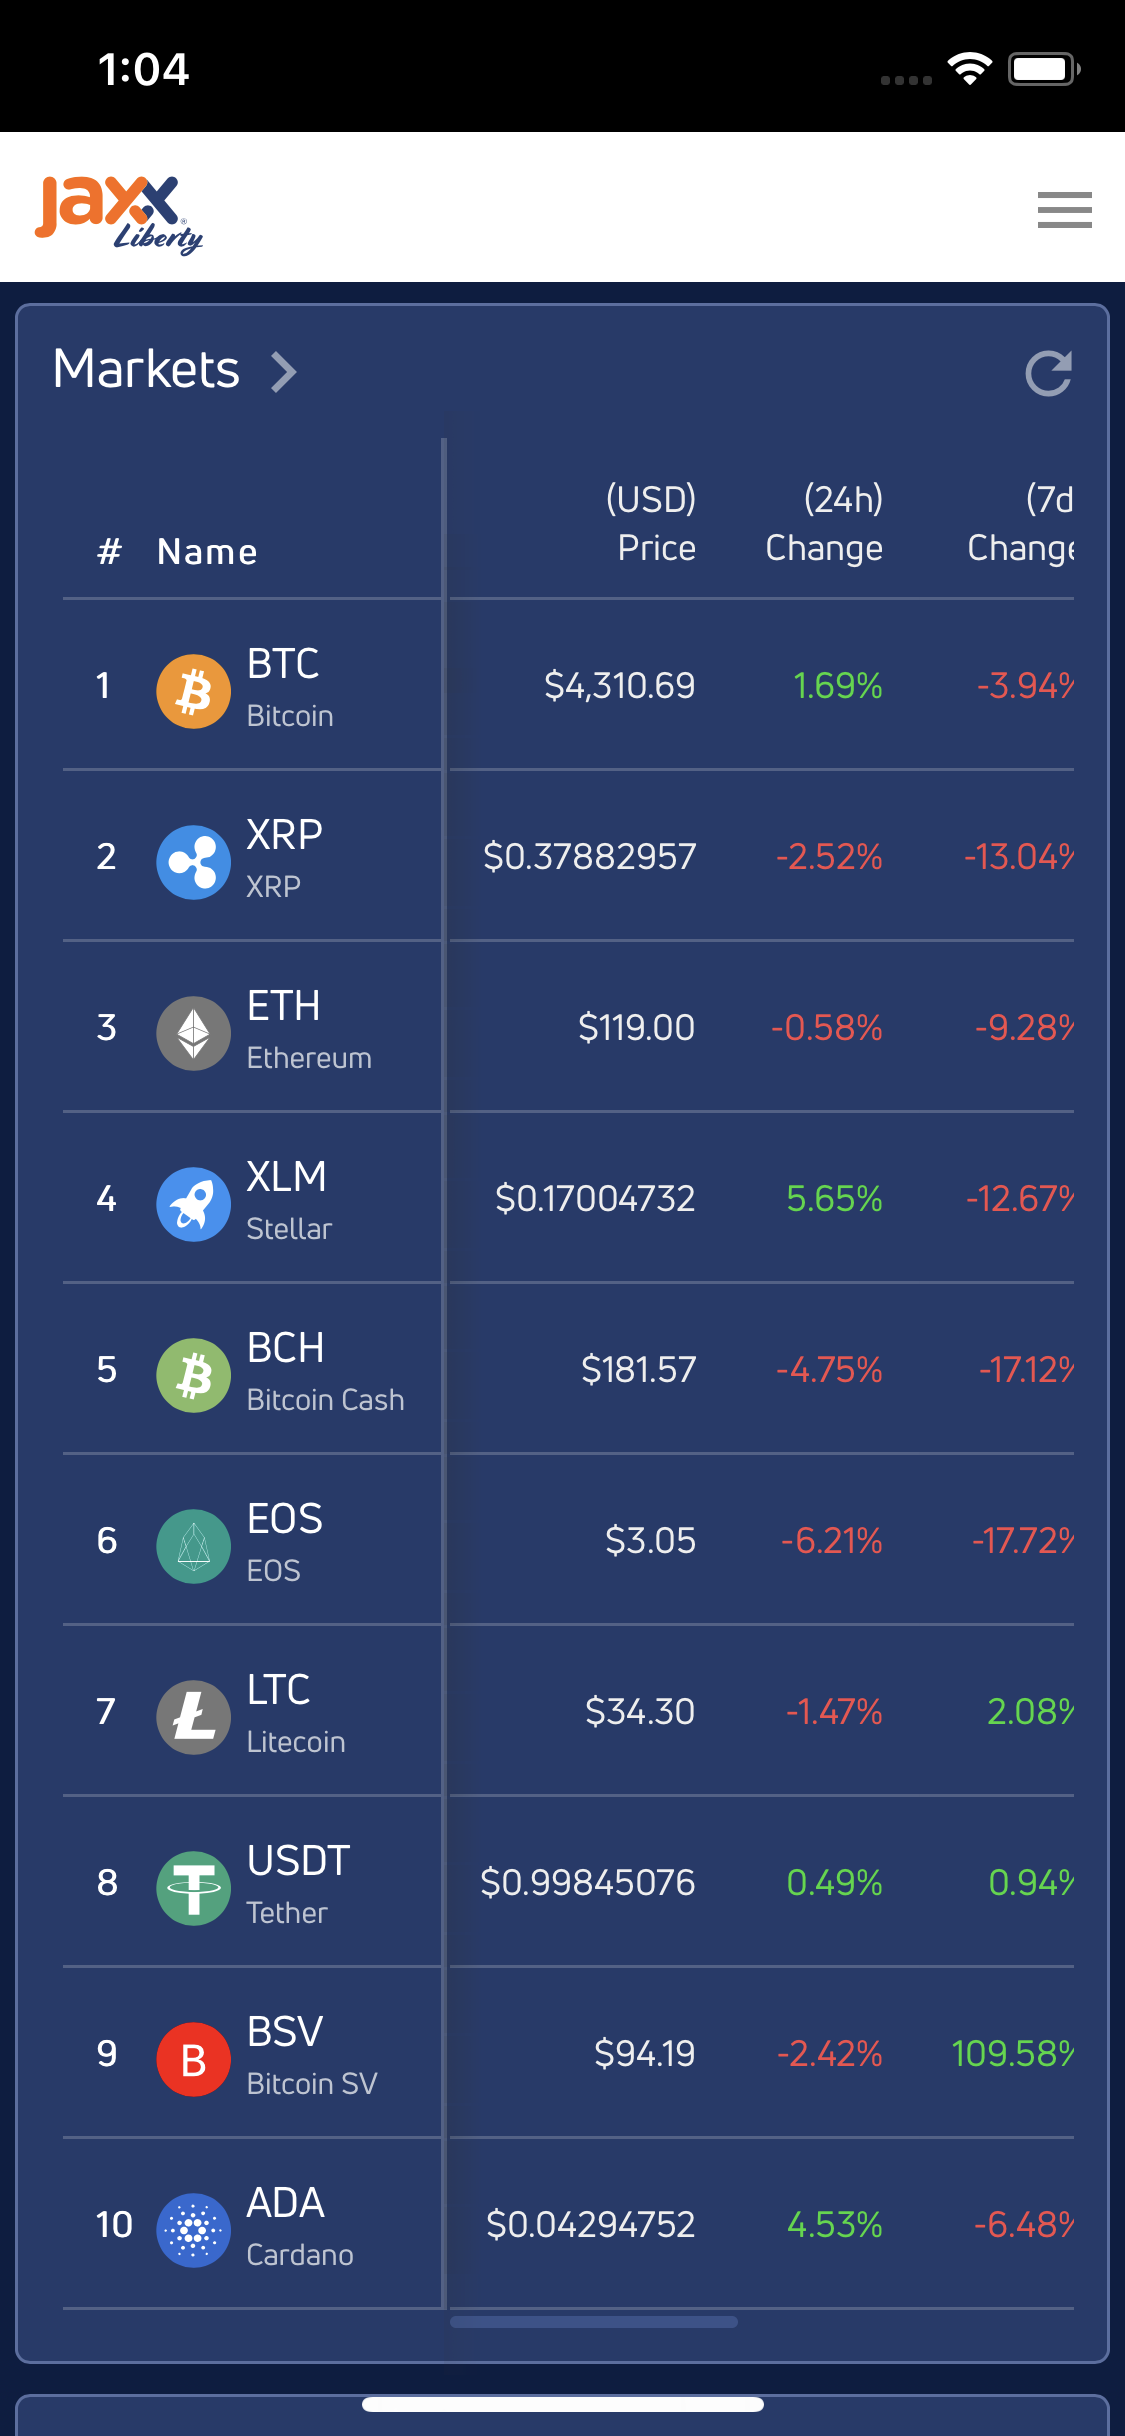 1:04
jaxx
Liberty
Markets
(USD) (24h) (7d
# Name Price Change Change
BTC
1 $4,310.69 1.69% -3.94%
Bitcoin
XRP
2 $0.37882957 -2.52% -13.04%
XRP
ETH
3 $119.00 -0.58% -9.28%
Ethereum
XLM
4 $0.17004732 5.65% -12.67%
Stellar
BCH
5 $181.57 -4.75% -17.12%
Bitcoin Cash
EOS
6 $3.05 -6.21% -17.72%
EOS
LTC
7 $34.30 -1.47% 2.08%
Litecoin
USDT
8 $0.99845076 0.49% 0.94%
Tether
BSV
9 B $94.19 -2.42% 109.58%
Bitcoin SV
ADA
10 $0.04294752 4.53% -6.48%
Cardano